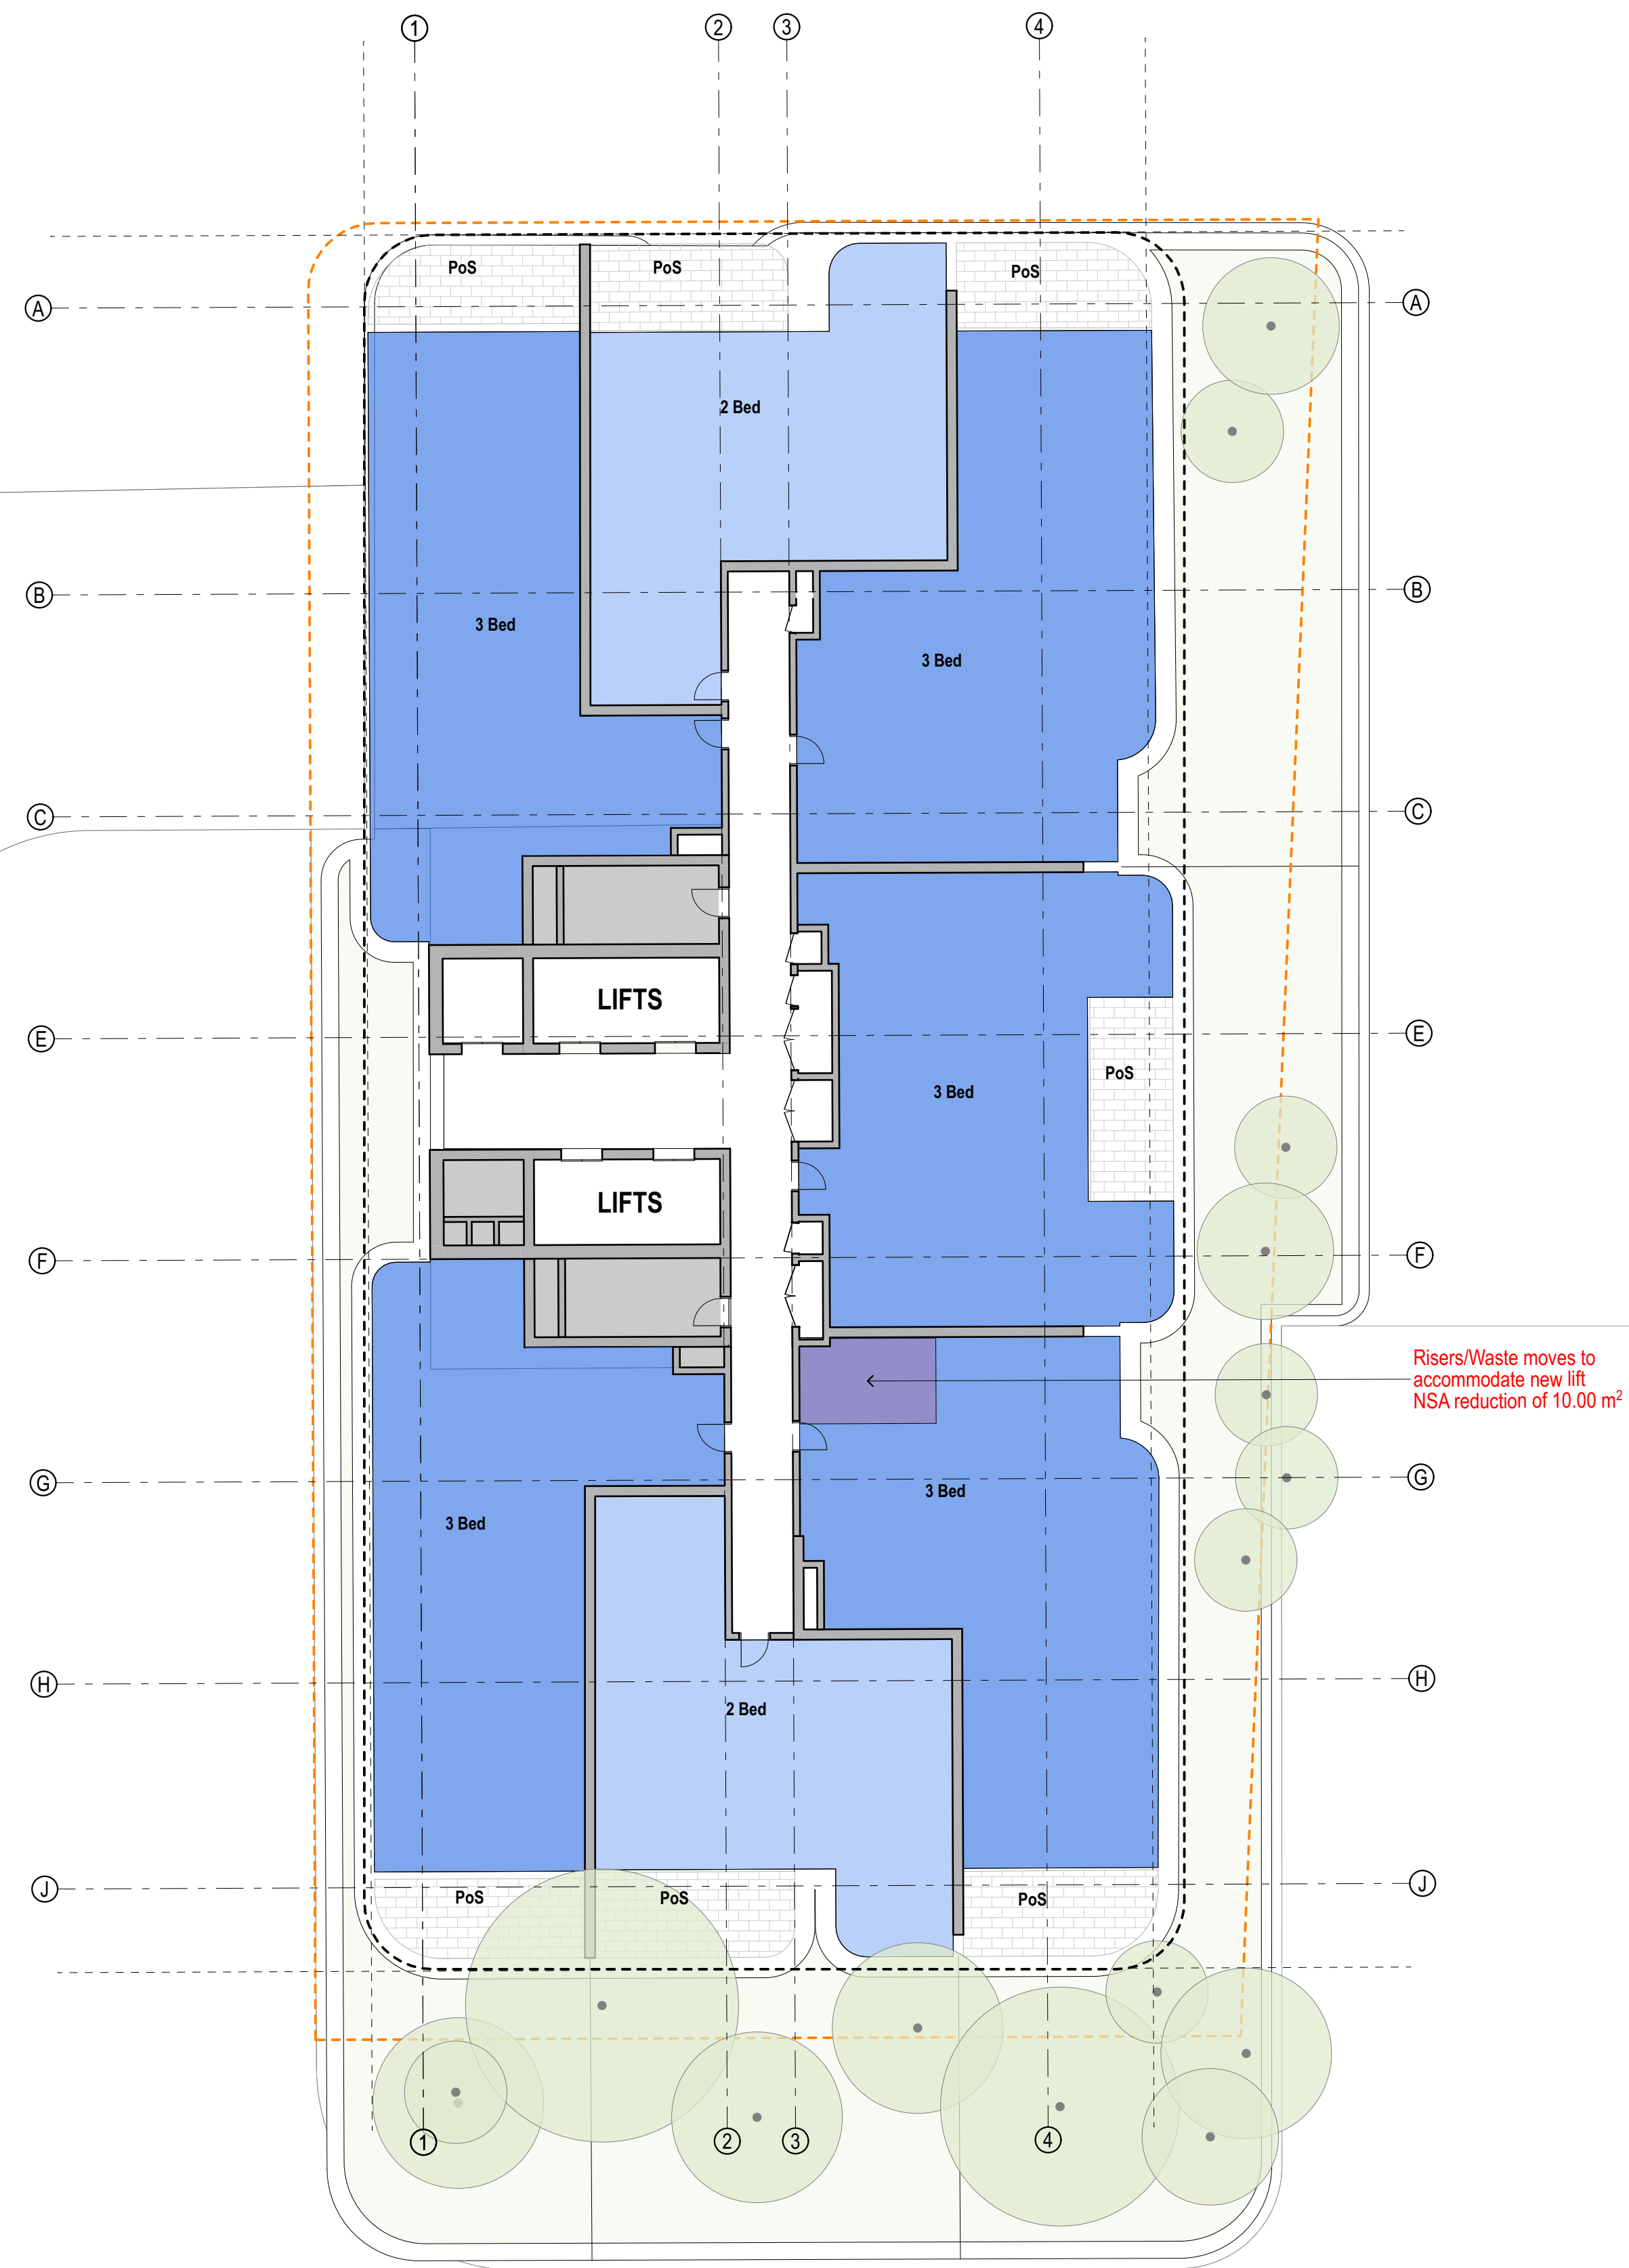 1
2
3
4
PoS
PoS
PoS
A
A
2 Bed
B
B
3 Bed
3 Bed
C
C
LIFTS
E
E
PoS
3 Bed
LIFTS
F
F
Risers/Waste moves to
accommodate new lift
NSA reduction of 10.00 m²
G
G
3 Bed
3 Bed
H
H
2 Bed
J
J
PoS
PoS
PoS
1
2
3
4